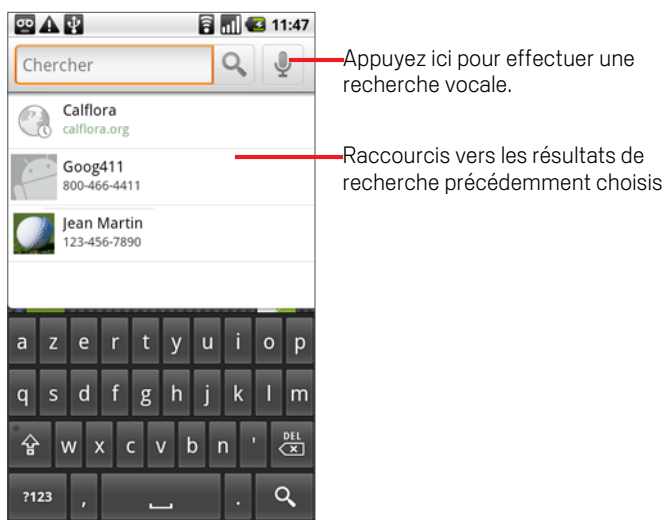 11:47
Chercher
Appuyez ici pour effectuer une
recherche vocale.
Calflora
calflora.org
Goog411
800-466-4411
Raccourcis vers les résultats de
recherche précédemment choisis
Jean Martin
123-456-7890
a z e r t y u i o p
q s d f g h j k l m
w x c v b n ' DEL
?123 , .